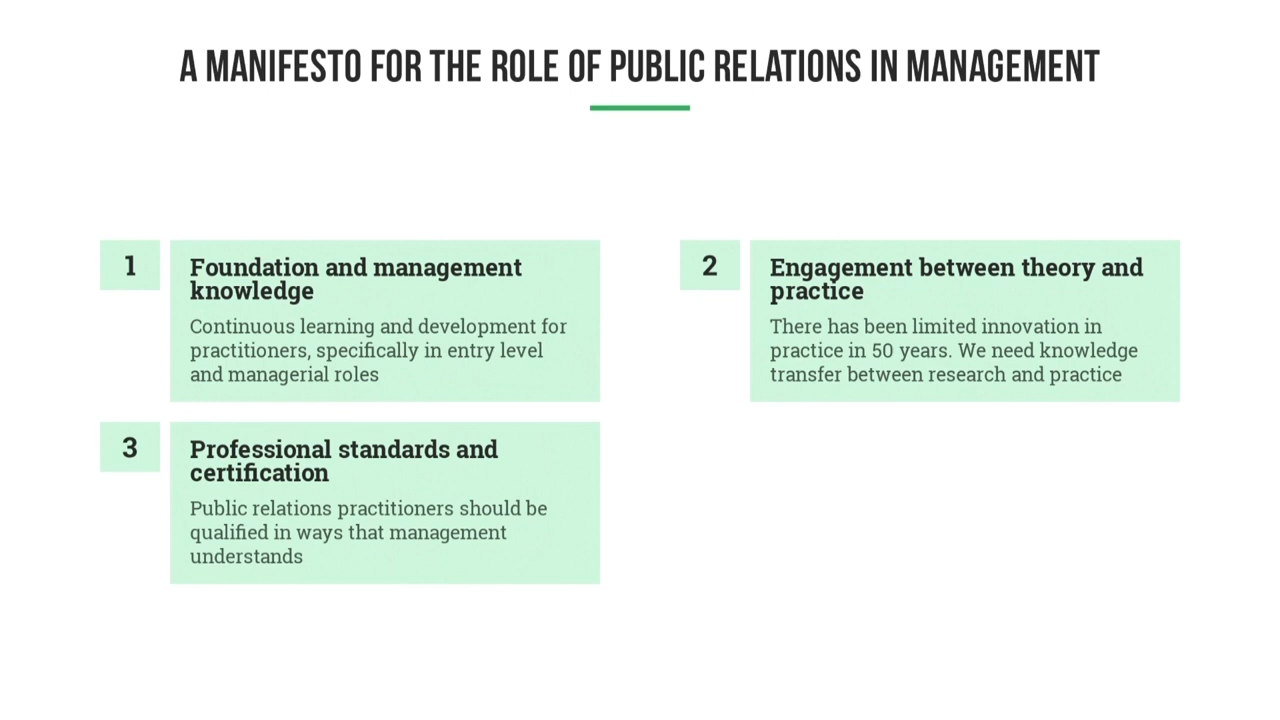 A MANIFESTO FOR THE ROLE OF PUBLIC RELATIONS IN MANAGEMENT
1
Foundation and management
knowledge
Continuous learning and development for
practitioners, specifically in entry level
and managerial roles
2
Engagement between theory and
practice
There has been limited innovation in
practice in 50 years. We need knowledge
transfer between research and practice
3
Professional standards and
certification
Public relations practitioners should be
qualified in ways that management
understands